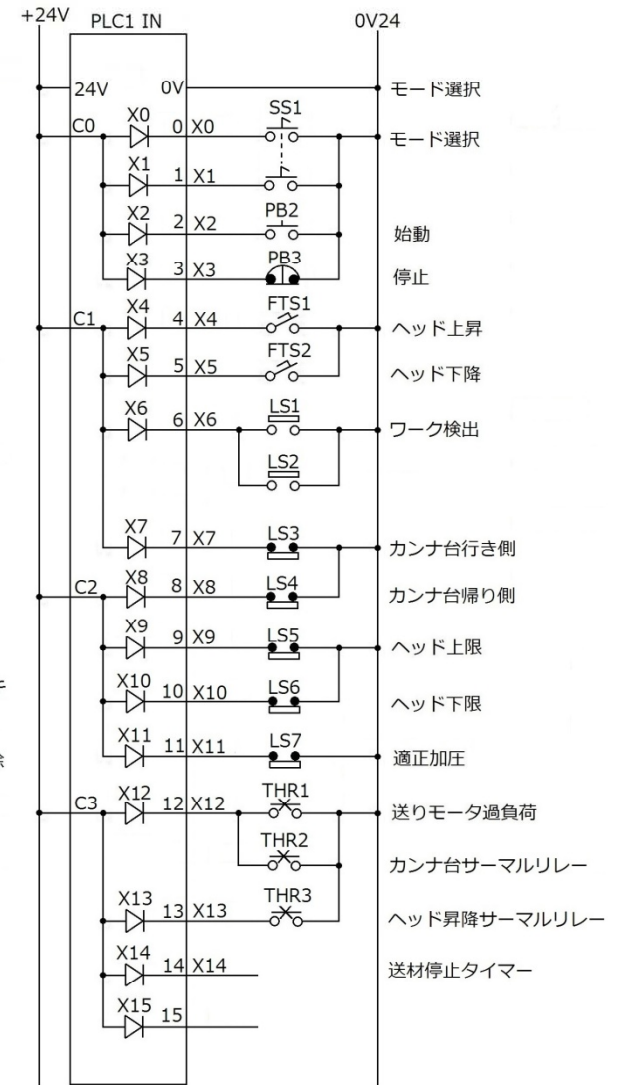 +24V PLC1 IN 0V24
24V 0V モード選択
C0 X0 0 X0 SS1 モード選択
X1 1 X1
X2 2 X2 PB2 始動
X3 3 X3 PB3 停止
C1 X4 4 X4 FTS1 ヘッド上昇
X5 5 X5 FTS2 ヘッド下降
X6 6 X6 LS1 ワーク検出
LS2
X7 7 X7 LS3 カンナ台行き側
C2 X8 8 X8 LS4 カンナ台帰り側
X9 9 X9 LS5 ヘッド上限
X10 10 X10 LS6 ヘッド下限
X11 11 X11 LS7 適正加圧
C3 X12 12 X12 THR1 送りモータ過負荷
THR2 カンナ台サーマルリレー
X13 13 X13 THR3 ヘッド昇降サーマルリレー
X14 14 X14 送材停止タイマー
X15 15